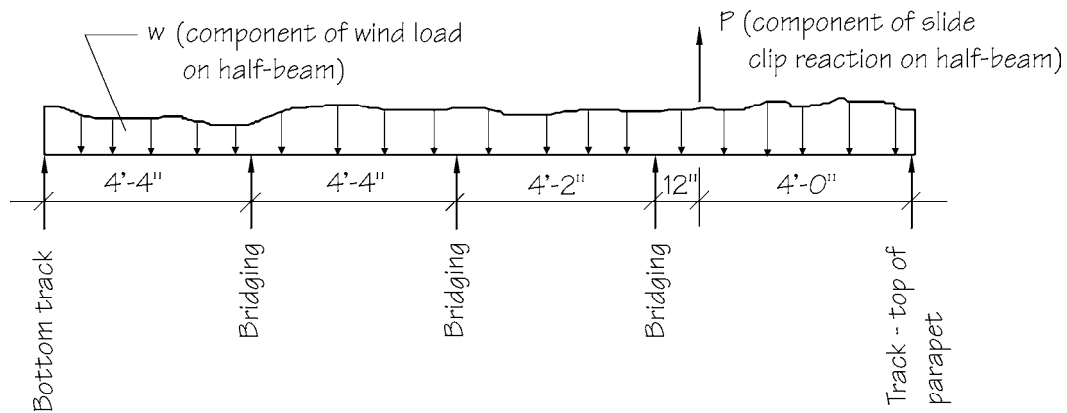 w (component of wind load
on half-beam)
P (component of slide
clip reaction on half-beam)
4'-4"
4'-4"
4'-2"
12"
4'-0"
Bottom track
Bridging
Bridging
Bridging
Track - top of
parapet